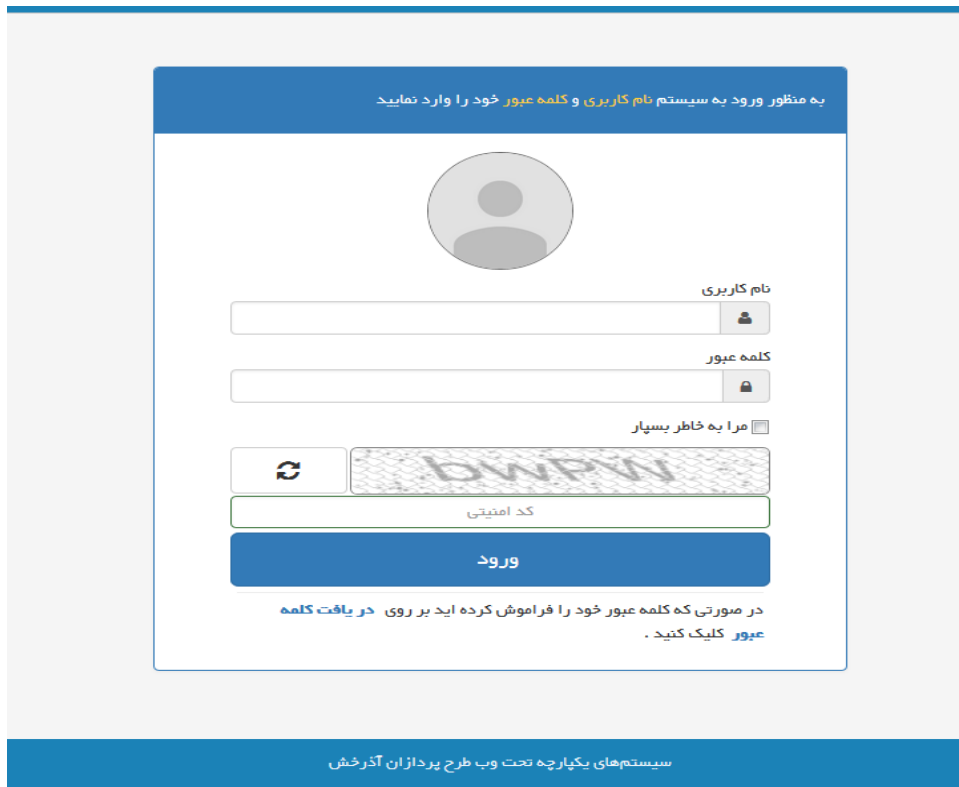 به منظور ورود به سیستم نام کاربری و کلمه عبور خود را وارد نمایید
نام کاربری
کلمه عبور
مرا به خاطر بسپار
bwpw
کد امنیتی
ورود
در صورتی که کلمه عبور خود را فراموش کرده اید بر روی در یافت کلمه
عبور کلیک کنید .
سیستم‌های یکپارچه تحت وب طرح پردازان آذرخش